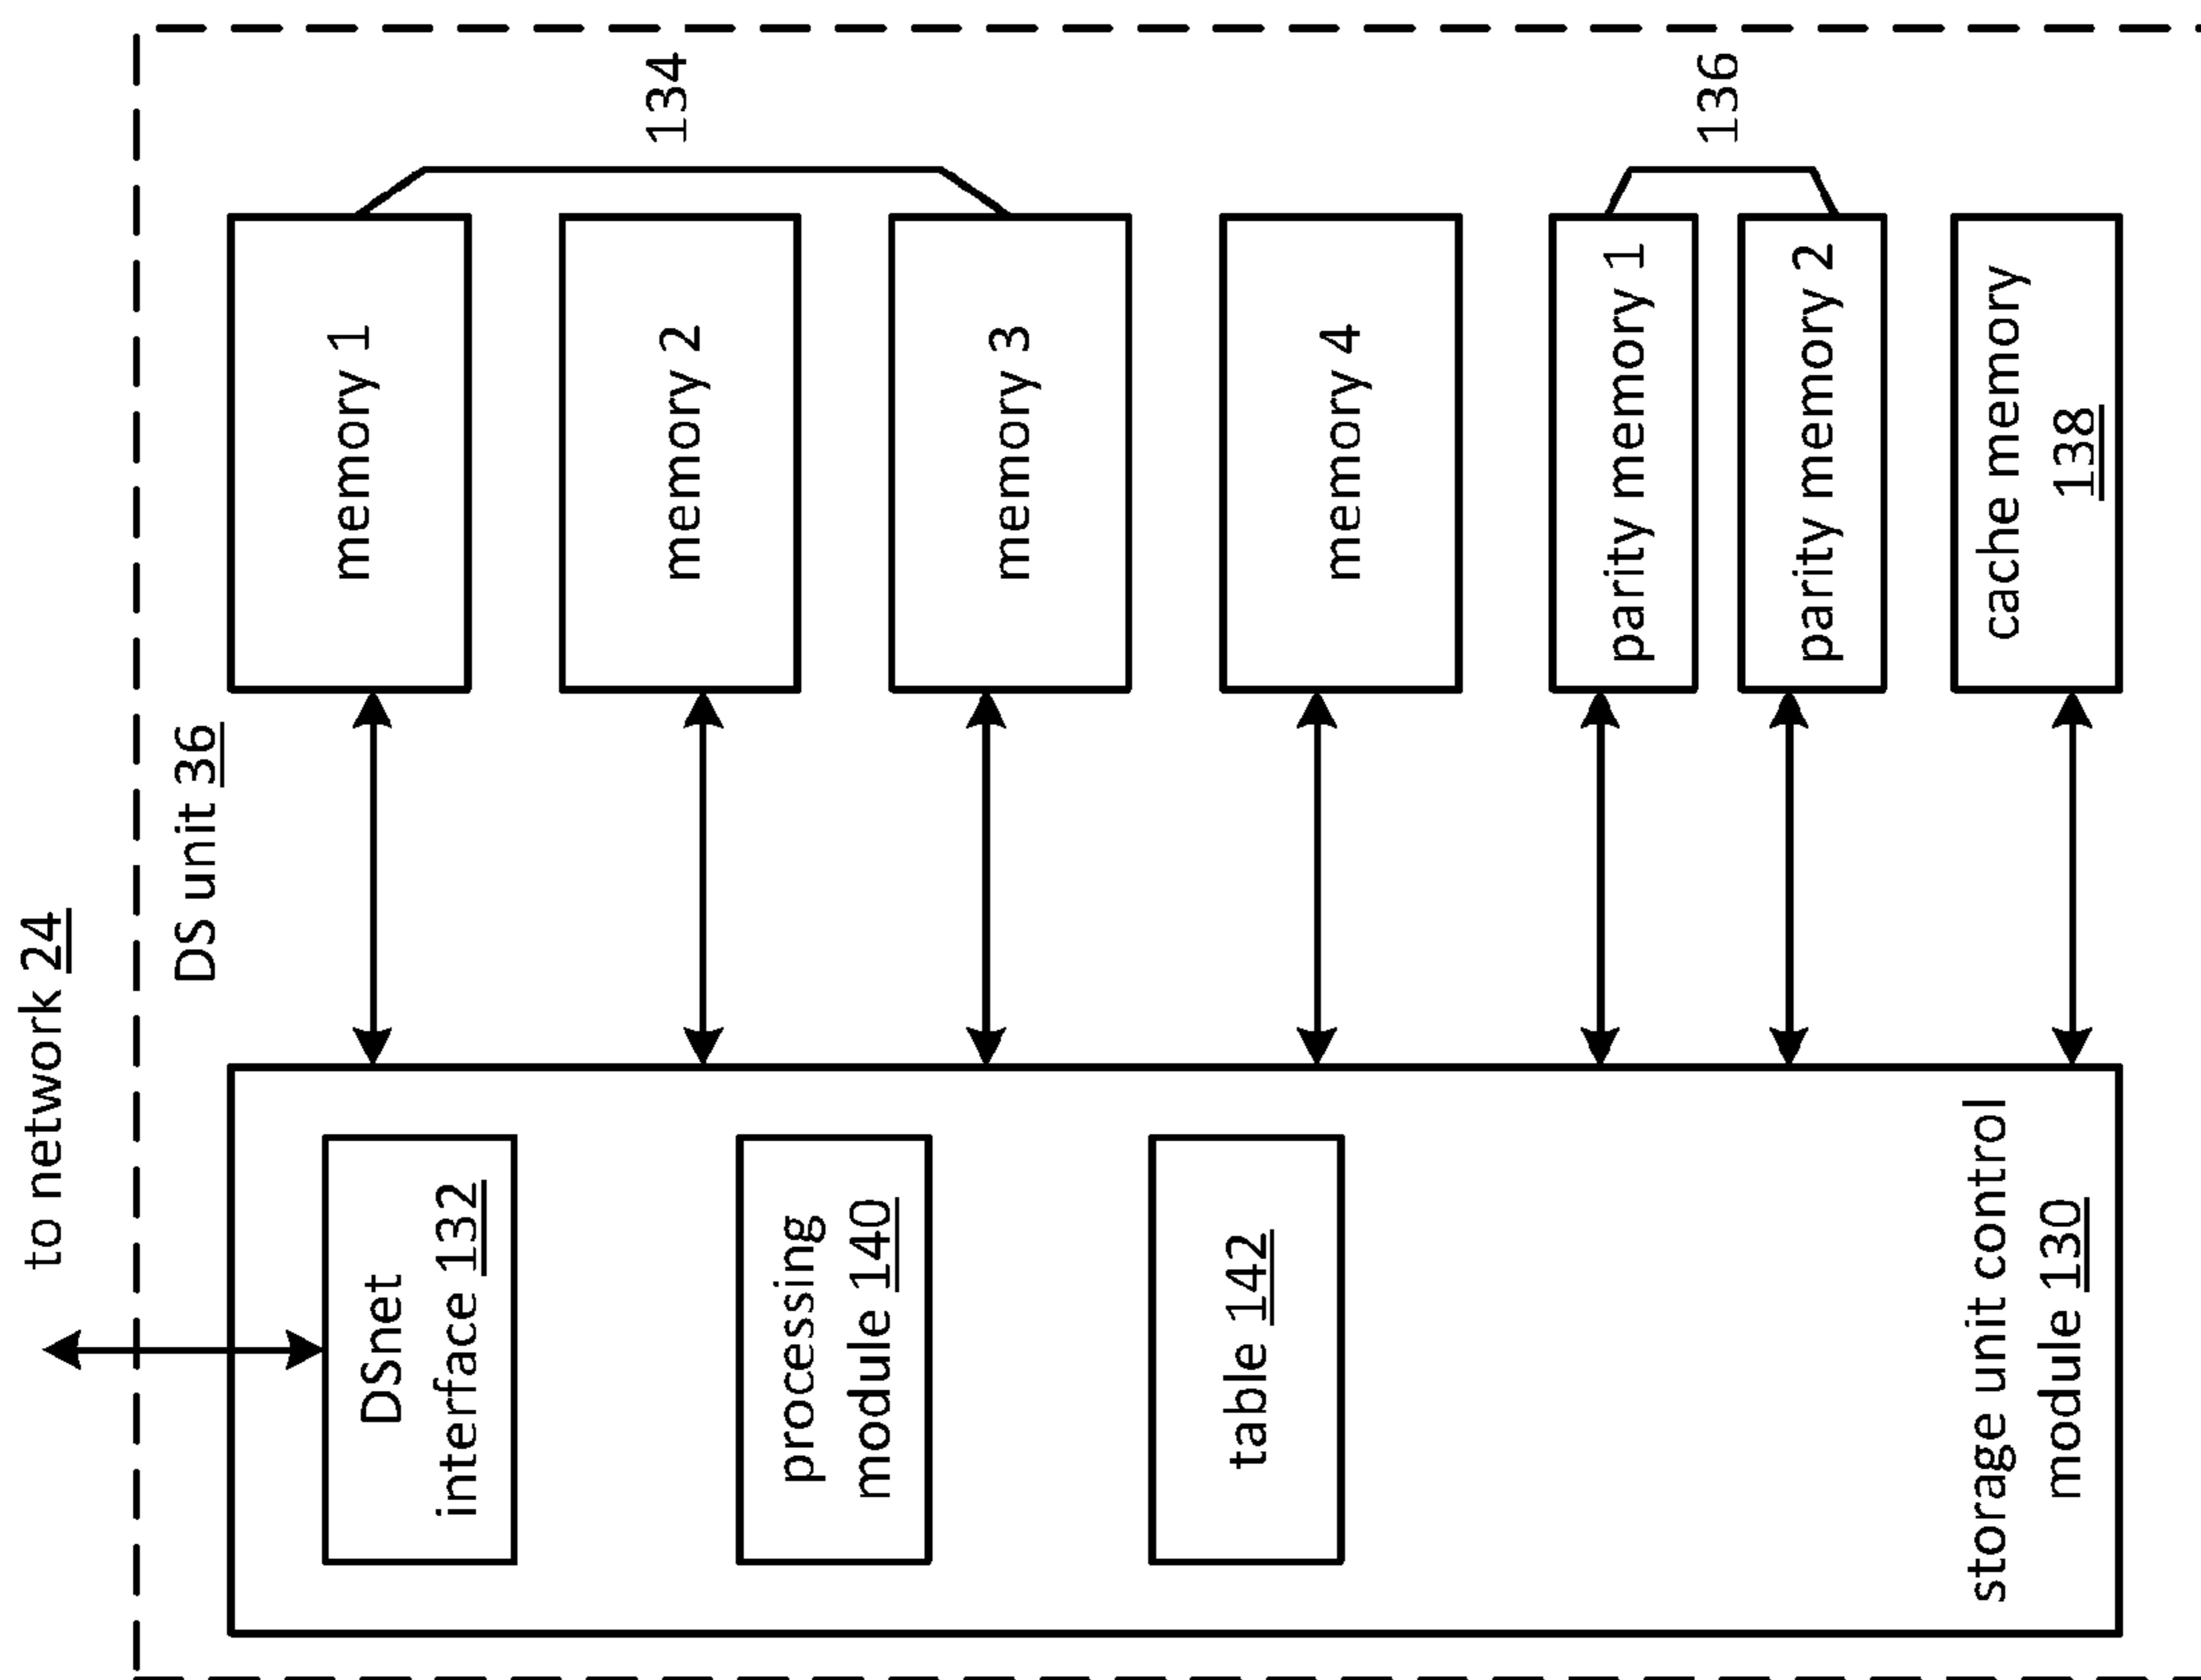 to network 24
DS unit 36
DSnet
interface 132
processing
module 140
table 142
storage unit control
module 130
memory 1
memory 2
memory 3
memory 4
parity memory 1
parity memory 2
cache memory
138
134
136